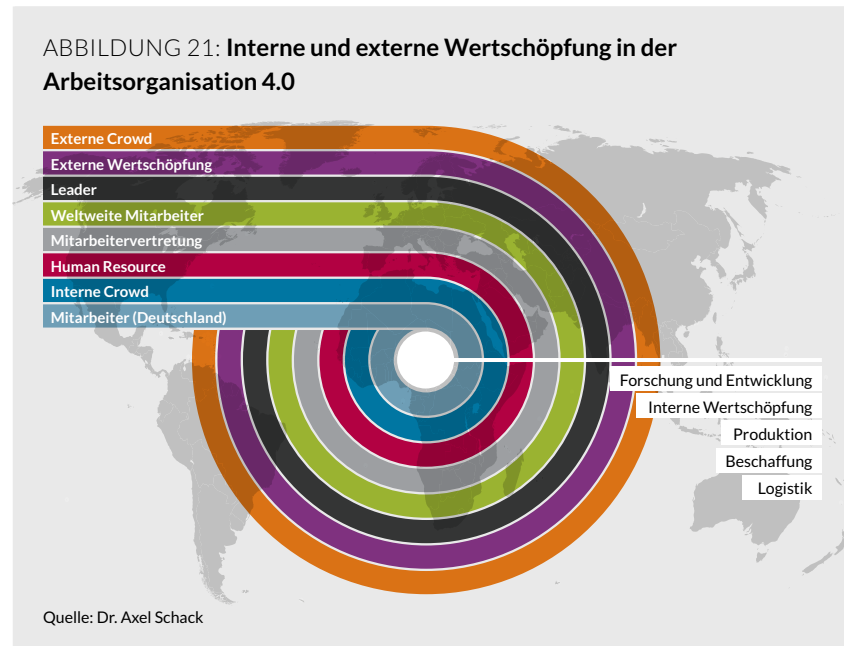 ABBILDUNG 21: Interne und externe Wertschöpfung in der
Arbeitsorganisation 4.0
Externe Crowd
Externe Wertschöpfung
Leader
Weltweite Mitarbeiter
Mitarbeitervertretung
Human Resource
Interne Crowd
Mitarbeiter (Deutschland)
Forschung und Entwicklung
Interne Wertschöpfung
Produktion
Beschaffung
Logistik
Quelle: Dr. Axel Schack